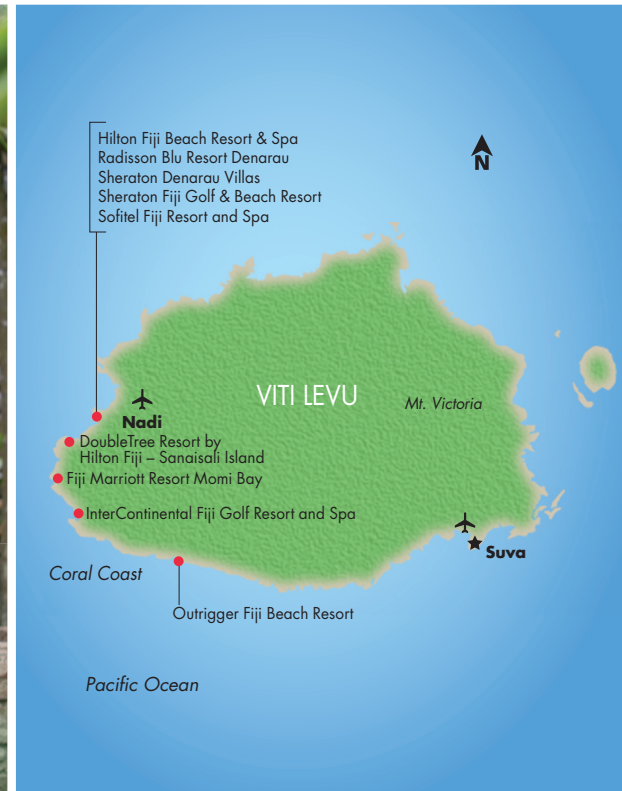 Hilton Fiji Beach Resort & Spa
Radisson Blu Resort Denarau
Sheraton Denarau Villas
Sheraton Fiji Golf & Beach Resort
Sofitel Fiji Resort and Spa
N
VITI LEVU
Mt. Victoria
Nadi
DoubleTree Resort by
Hilton Fiji – Sanaisali Island
Fiji Marriott Resort Momi Bay
InterContinental Fiji Golf Resort and Spa
Suva
Coral Coast
Outrigger Fiji Beach Resort
Pacific Ocean